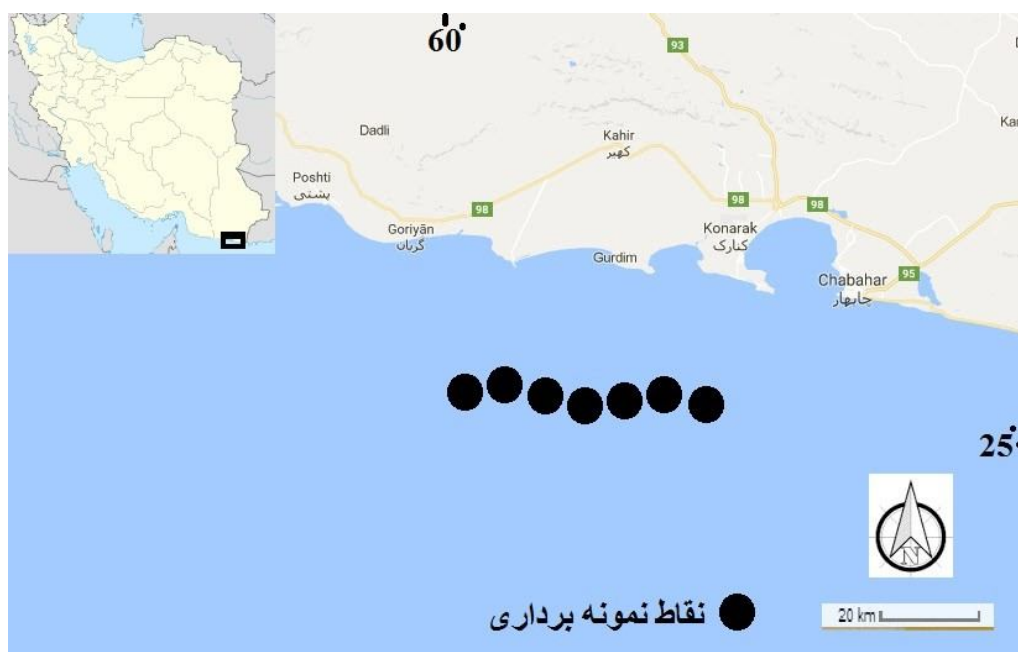 60
93
Dadli
Kahir
کهیر
Poshti
پشتی
98
Goriyān
گریان
98
98
Konarak
کنارک
Gurdim
95
Chabahar
چابهار
25
N
نقاط نمونه برداری
20 km